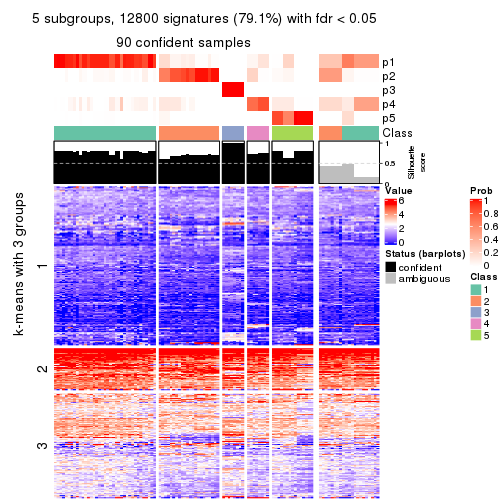 5 subgroups, 12800 signatures (79.1%) with fdr < 0.05
90 confident samples
p1
p2
p3
p4
p5
Class
1
0.5
0
Silhouette
score
k-means with 3 groups
1
2
3
Value
6
4
2
0
Status (barplots)
confident
ambiguous
Prob
1
0.8
0.6
0.4
0.2
0
Class
1
2
3
4
5